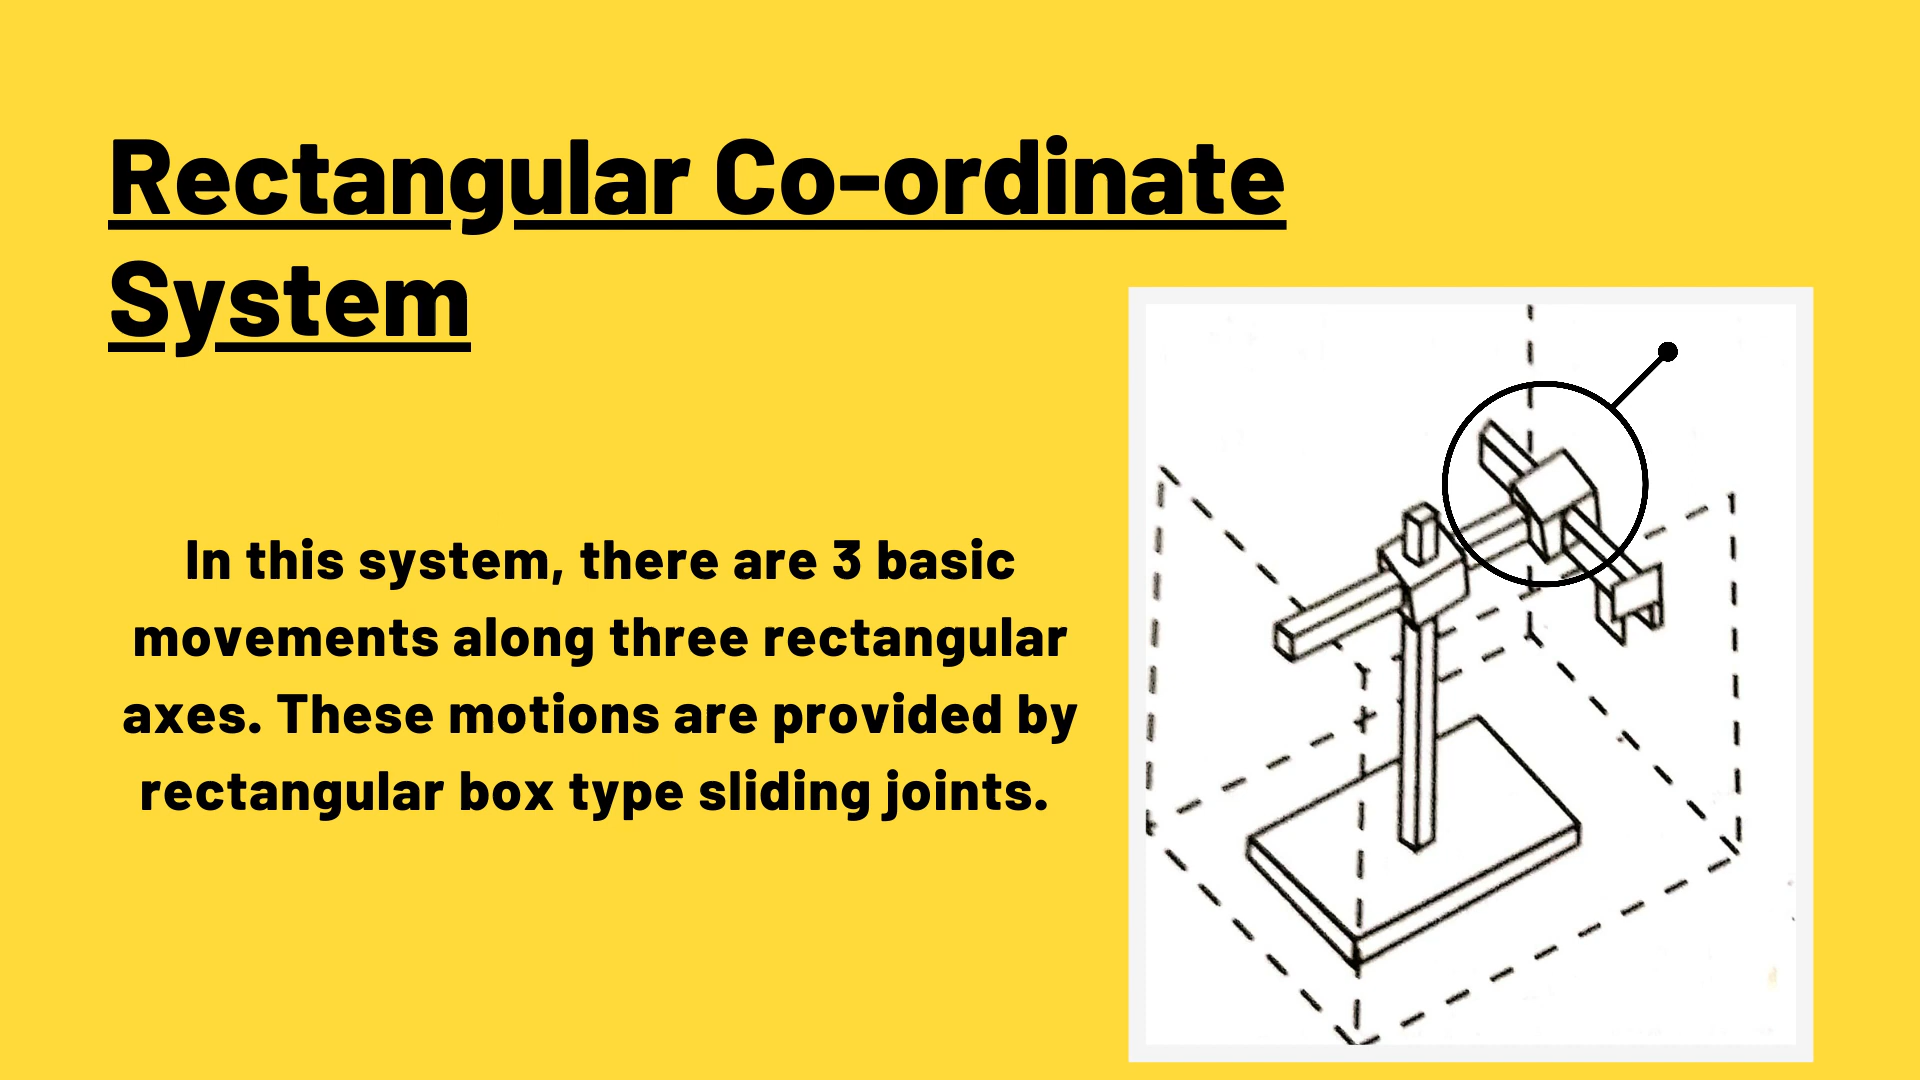 Rectangular Co-ordinate
System
In this system, there are 3 basic
movements along three rectangular
axes. These motions are provided by
rectangular box type sliding joints.